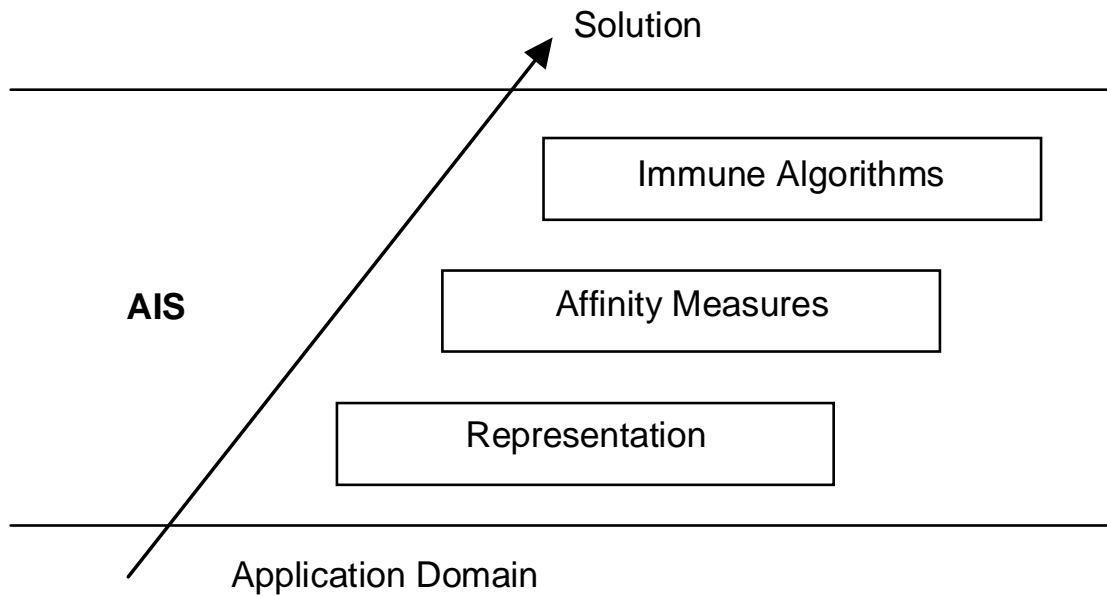 Solution
Immune Algorithms
Affinity Measures
AIS
Representation
Application Domain